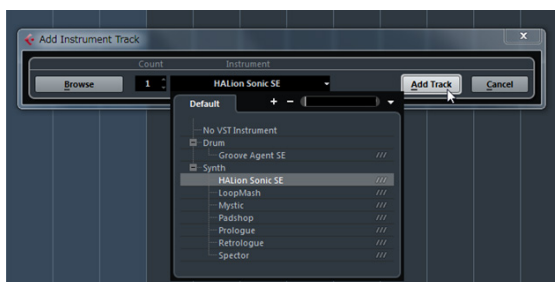 Add Instrument Track
x
Count Instrument
Browse 1 HALion Sonic SE Add Track Cancel
Default + -
No VST Instrument
Drum
Groove Agent SE ///
Synth
HALion Sonic SE ///
LoopMash ///
Mystic ///
Padshop ///
Prologue ///
Retrologue ///
Spector ///